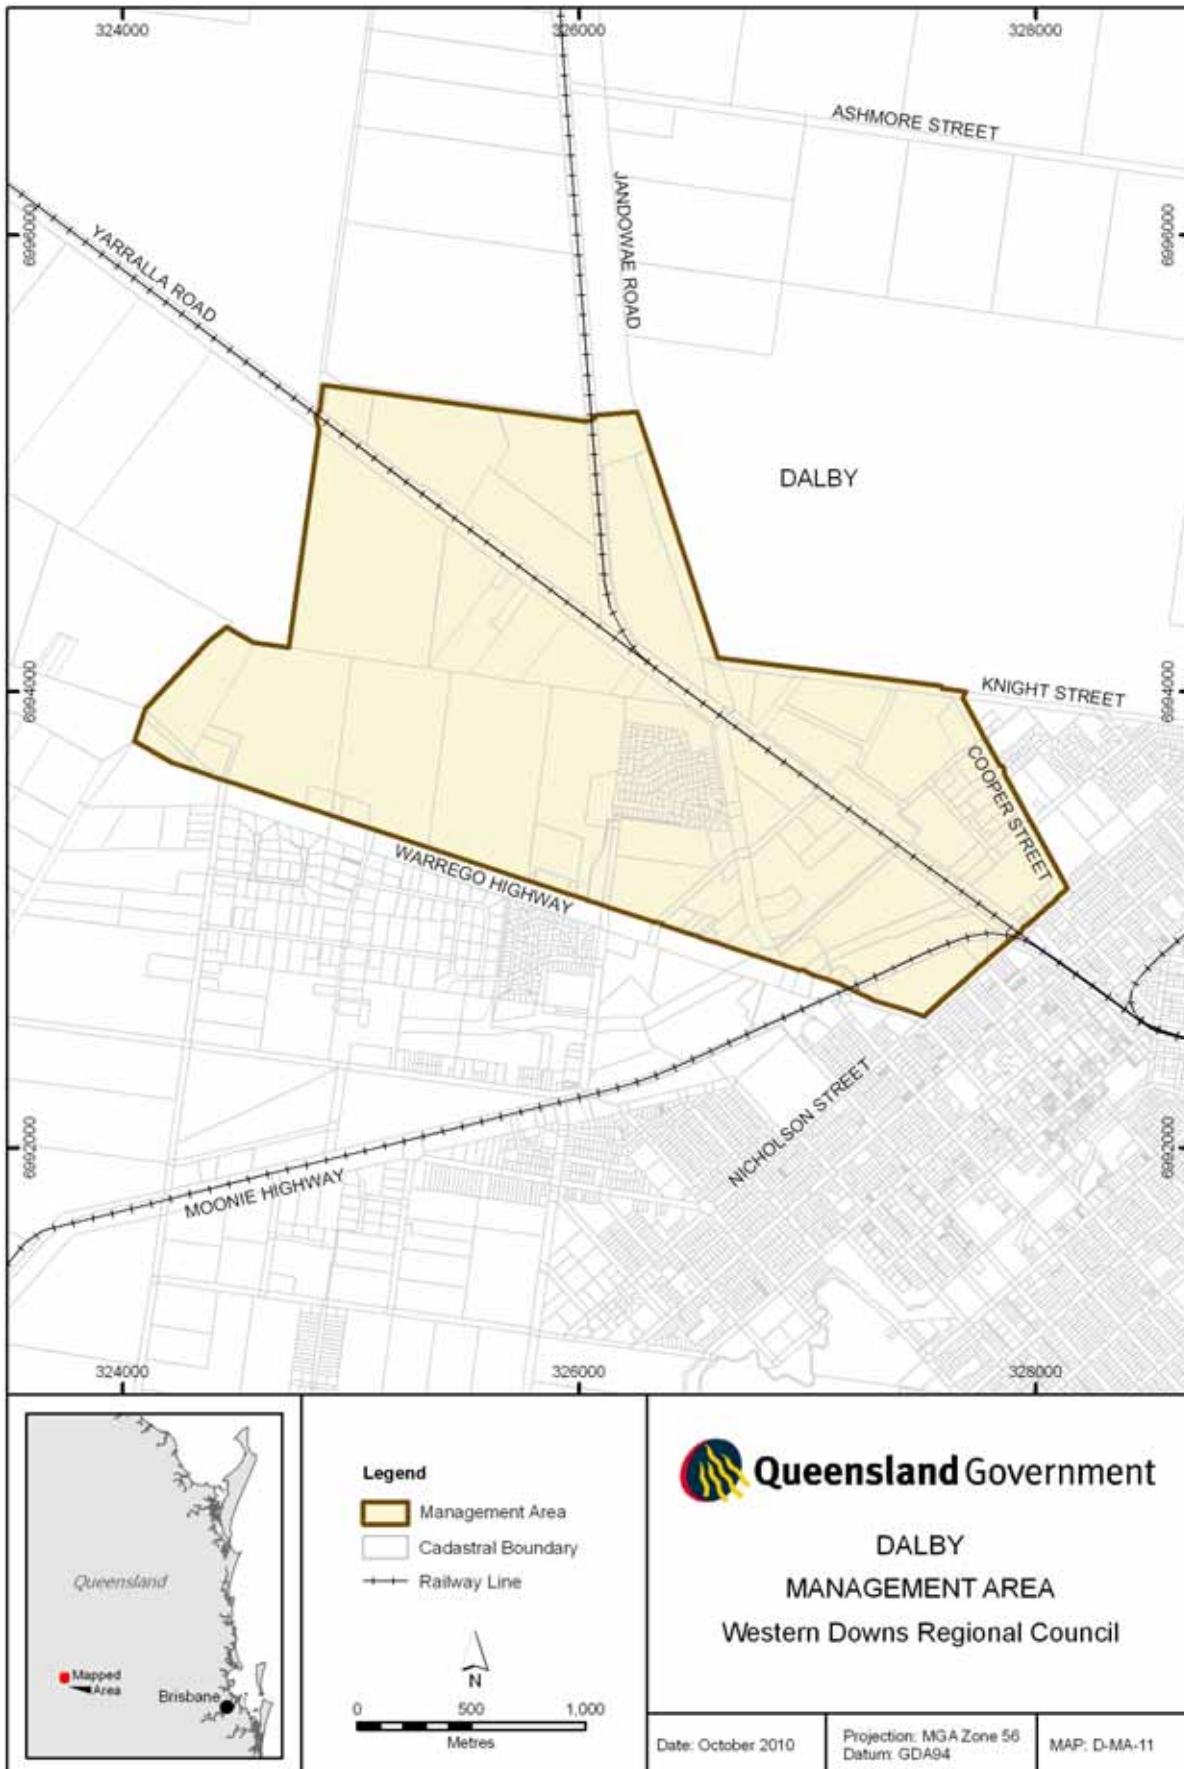 324000
326000
328000
ASHMORE STREET
JANDOWAE ROAD
YARRALLA ROAD
6996000
6996000
DALBY
KNIGHT STREET
6994000
6994000
COOPER STREET
WARREGO HIGHWAY
NICHOLSON STREET
MOONIE HIGHWAY
6992000
6992000
324000
326000
328000
Queensland
Mapped
Area
Brisbane
Legend
Management Area
Cadastral Boundary
Railway Line
N
0 500 1,000
Metres
Queensland Government
DALBY
MANAGEMENT AREA
Western Downs Regional Council
Date: October 2010
Projection: MGA Zone 56
Datum: GDA94
MAP: D-MA-11